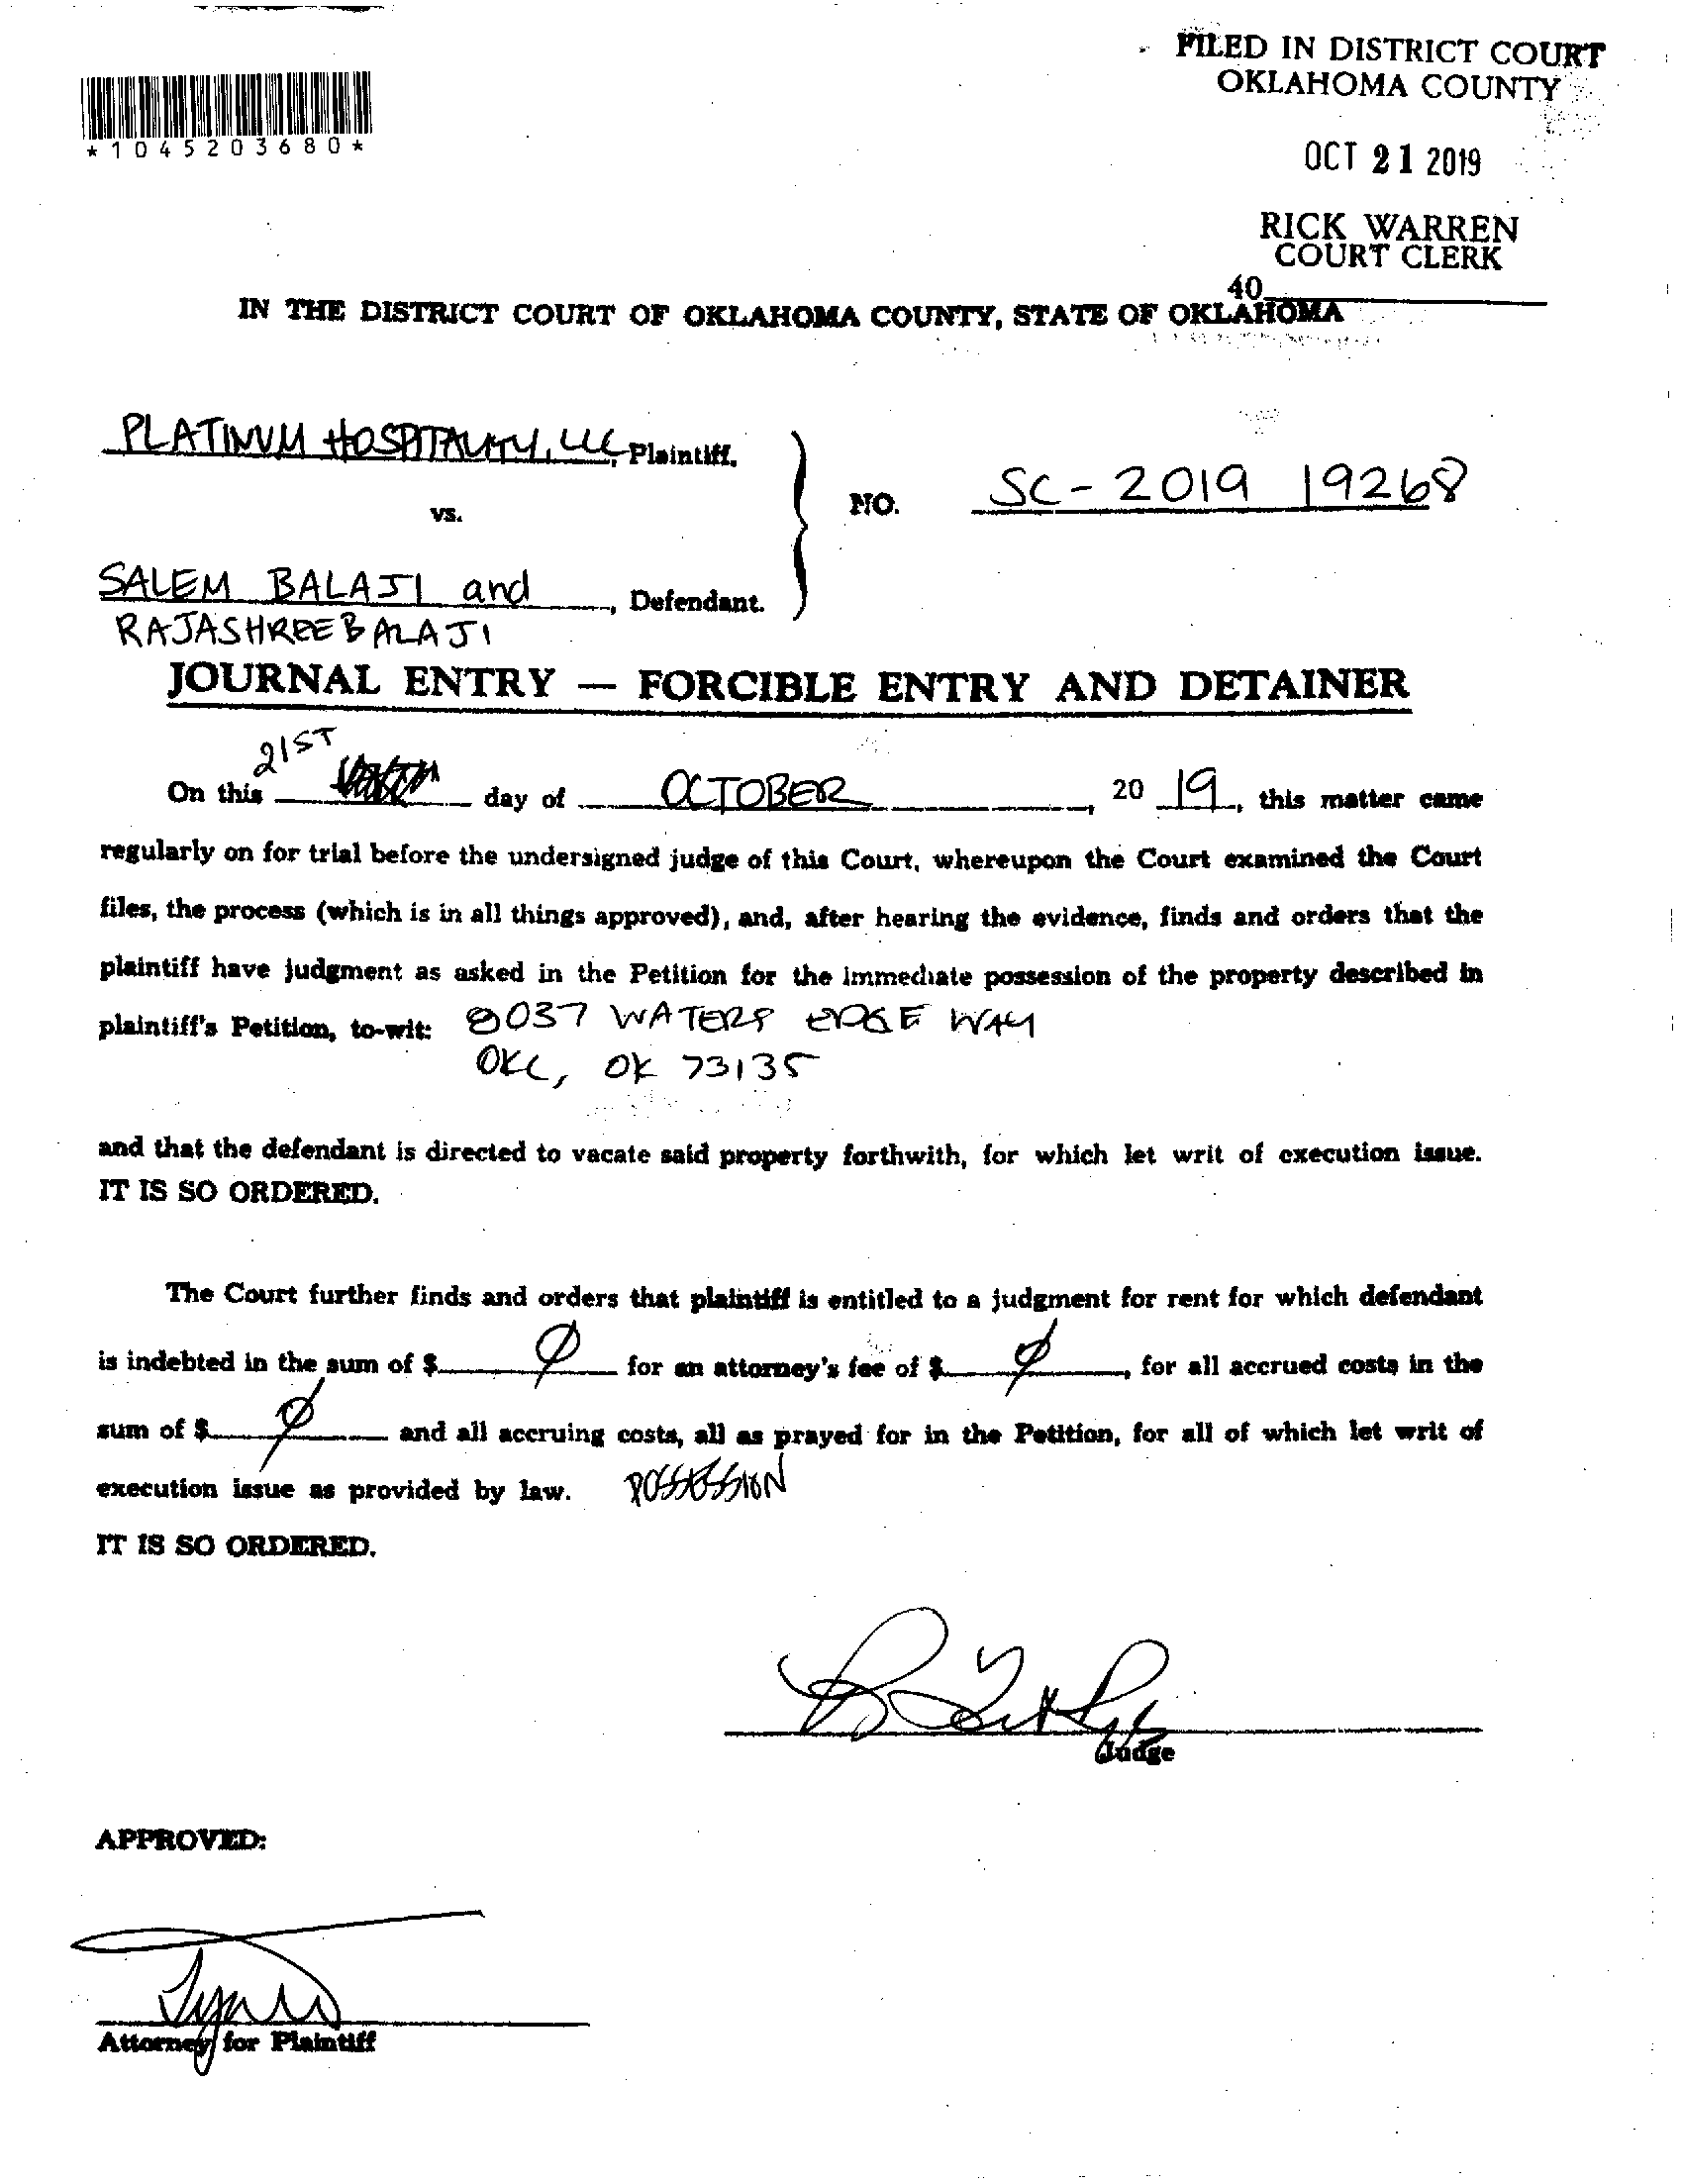 FILED IN DISTRICT COURT
OKLAHOMA COUNTY
*1045203680*
OCT 21 2019
RICK WARREN
COURT CLERK
40
IN THE DISTRICT COURT OF OKLAHOMA COUNTY, STATE OF OKLAHOMA
PLATINUM HOSPITALITY, LLC, Plaintiff,
vs.
NO. SC-2019 19268
SALEM BALAJI and, Defendant.
RAJASHREE BALAJI
JOURNAL ENTRY — FORCIBLE ENTRY AND DETAINER
On this 21ST day of OCTOBER, 2019, this matter came
regularly on for trial before the undersigned judge of this Court, whereupon the Court examined the Court
files, the process (which is in all things approved), and, after hearing the evidence, finds and orders that the
plaintiff have judgment as asked in the Petition for the immediate possession of the property described in
plaintiff's Petition, to-wit: 8037 WATERS EDGE WAY
OKC, OK 73135
and that the defendant is directed to vacate said property forthwith, for which let writ of execution issue.
IT IS SO ORDERED.
The Court further finds and orders that plaintiff is entitled to a judgment for rent for which defendant
is indebted in the sum of $ Ø for an attorney's fee of $ Ø, for all accrued costs in the
sum of $ Ø and all accruing costs, all as prayed for in the Petition, for all of which let writ of
execution issue as provided by law. POSSESSION
IT IS SO ORDERED.
Judge
APPROVED:
Attorney for Plaintiff